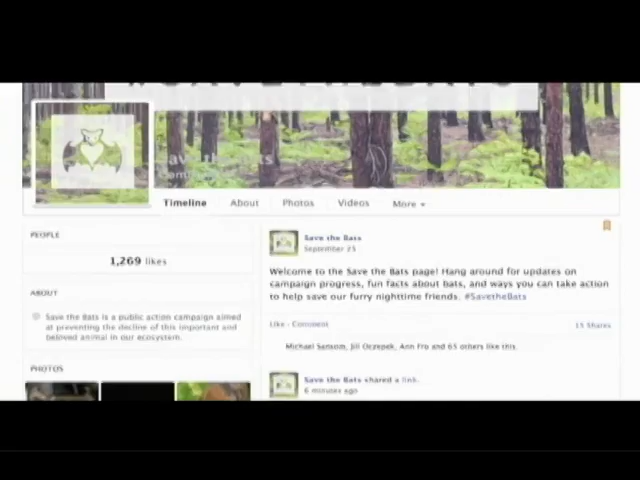 Save the Bats
Timeline About Photos Videos More
PEOPLE
1,269 likes
ABOUT
Save the Bats is a public action campaign aimed
at preventing the decline of this important and
beloved animal in our ecosystem.
PHOTOS
Save the Bats
September 25
Welcome to the Save the Bats page! Hang around for updates on
campaign progress, fun facts about bats, and ways you can take action
to help save our furry nighttime friends. #SavetheBats
Like · Comment
15 Shares
Michael Sansom, Jill Oczepek, Ann Fro and 65 others like this.
Save the Bats shared a link.
6 minutes ago